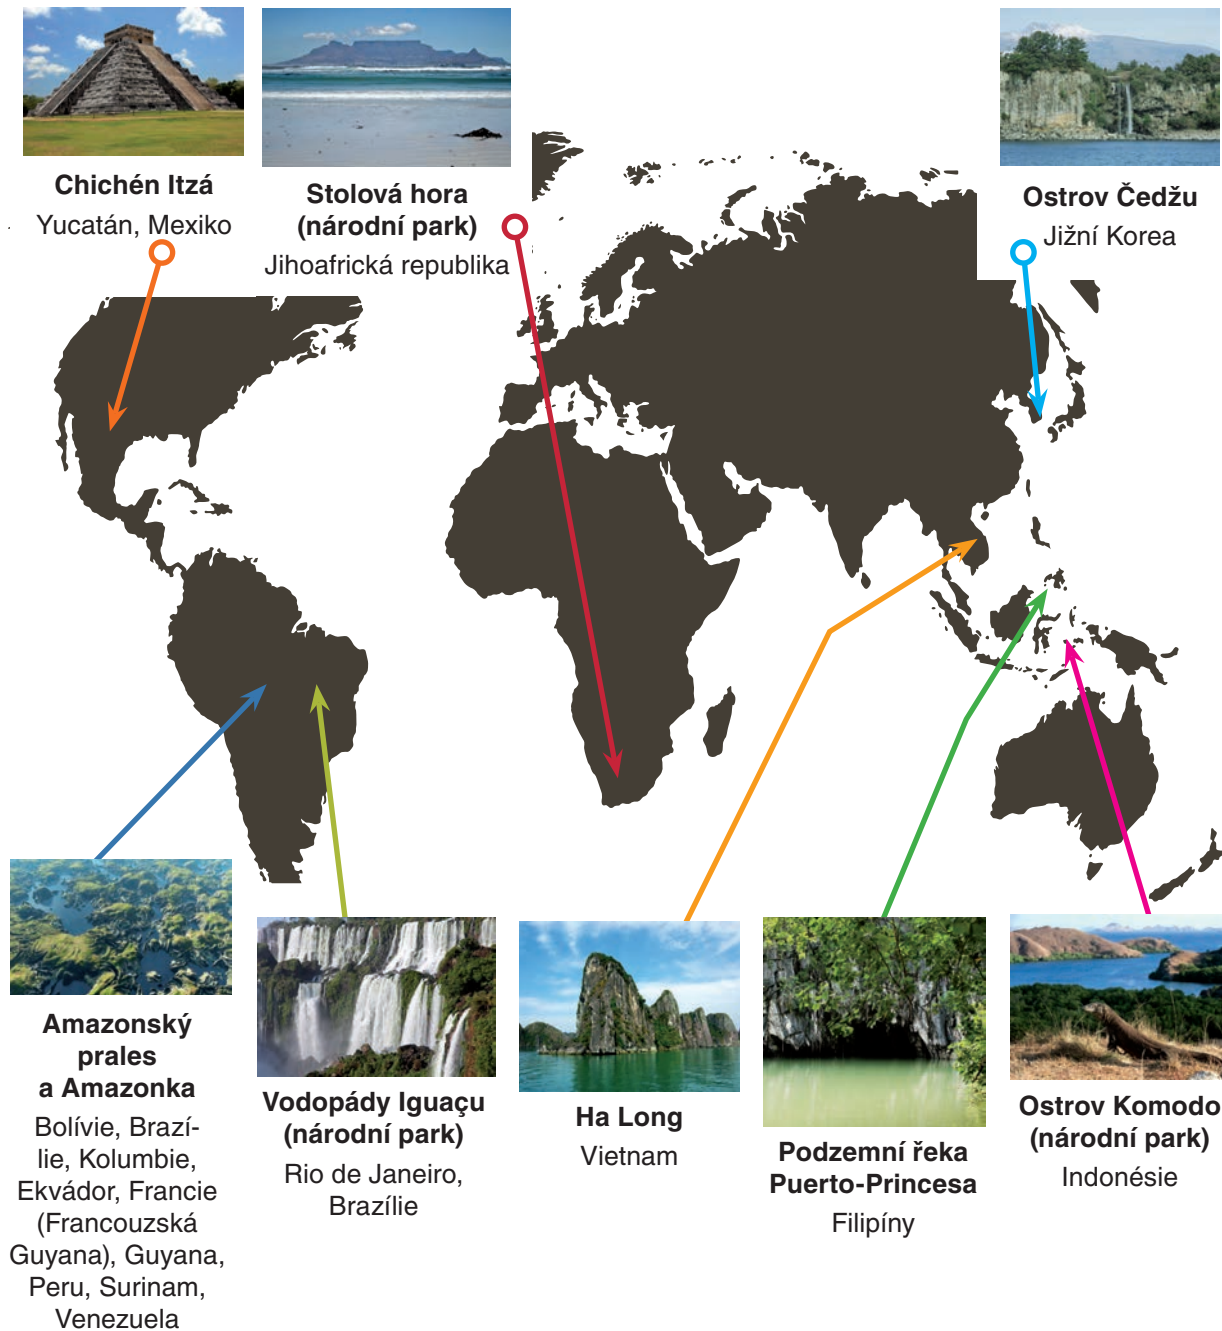 Chichén Itzá
Yucatán, Mexiko
Stolová hora
(národní park)
Jihoafrická republika
Ostrov Čedžu
Jižní Korea
Amazonský
prales
a Amazonka
Bolívie, Brazí-
lie, Kolumbie,
Ekvádor, Francie
(Francouzská
Guyana), Guyana,
Peru, Surinam,
Venezuela
Vodopády Iguaçu
(národní park)
Rio de Janeiro,
Brazílie
Ha Long
Vietnam
Podzemní řeka
Puerto-Princesa
Filipíny
Ostrov Komodo
(národní park)
Indonésie